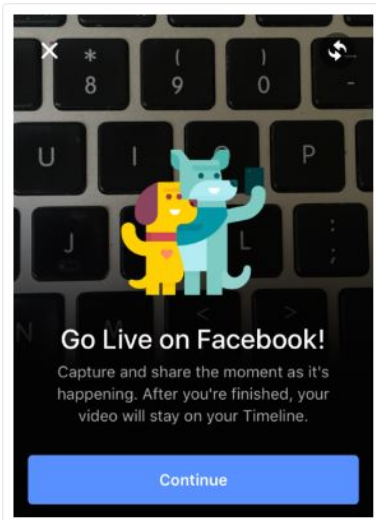 * ( )
8 9 0 -
U I P
J L : ;
N M < >
Go Live on Facebook!
Capture and share the moment as it's
happening. After you're finished, your
video will stay on your Timeline.
Continue